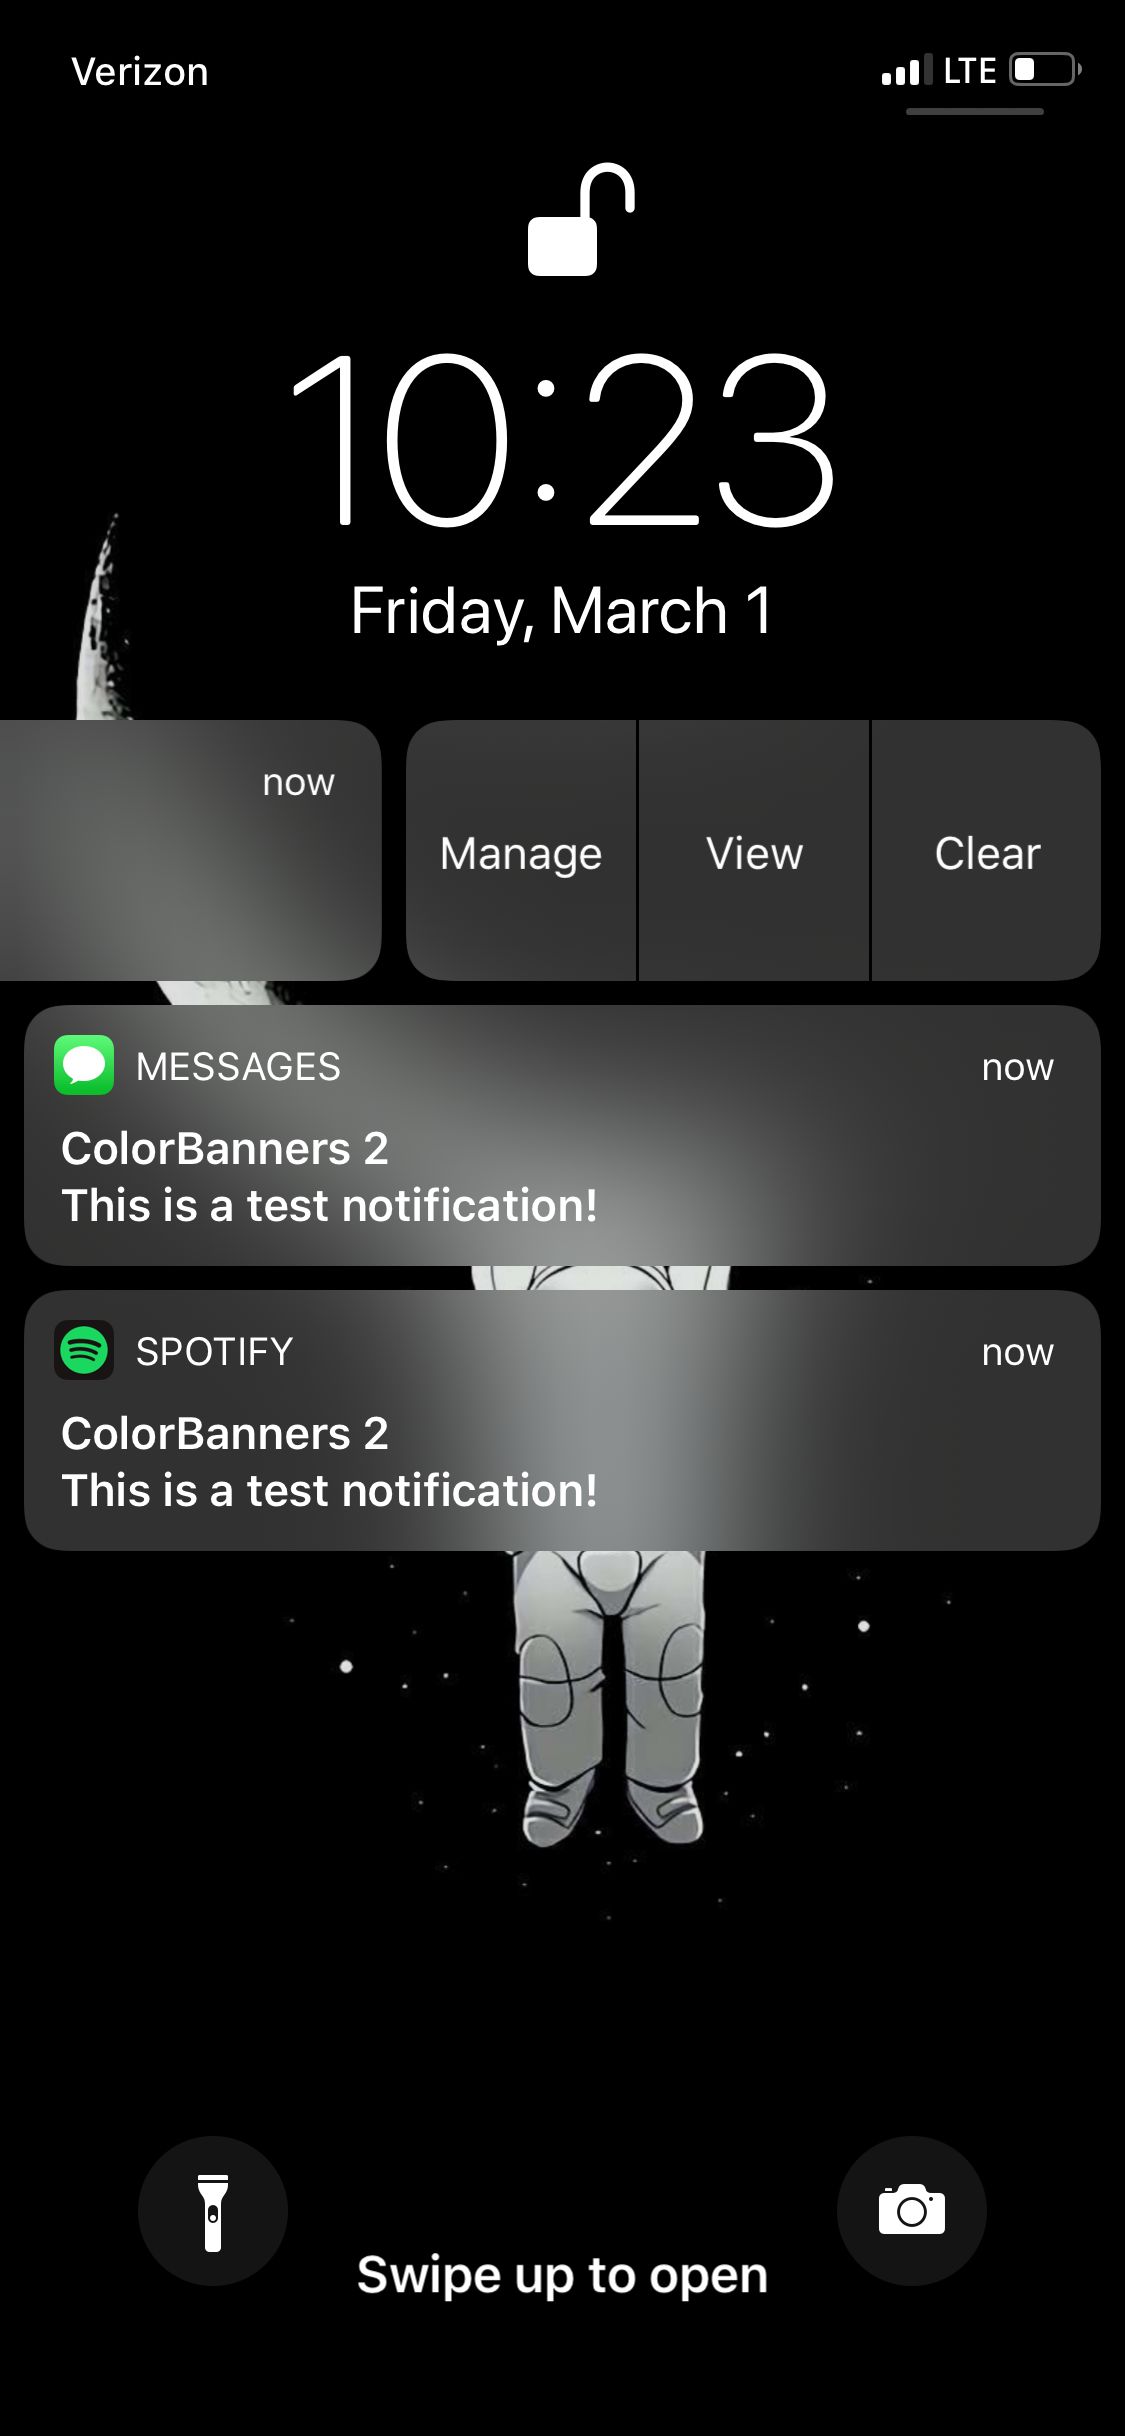 Verizon
LTE
10:23
Friday, March 1
now
Manage
View
Clear
MESSAGES
now
ColorBanners 2
This is a test notification!
SPOTIFY
now
ColorBanners 2
This is a test notification!
Swipe up to open